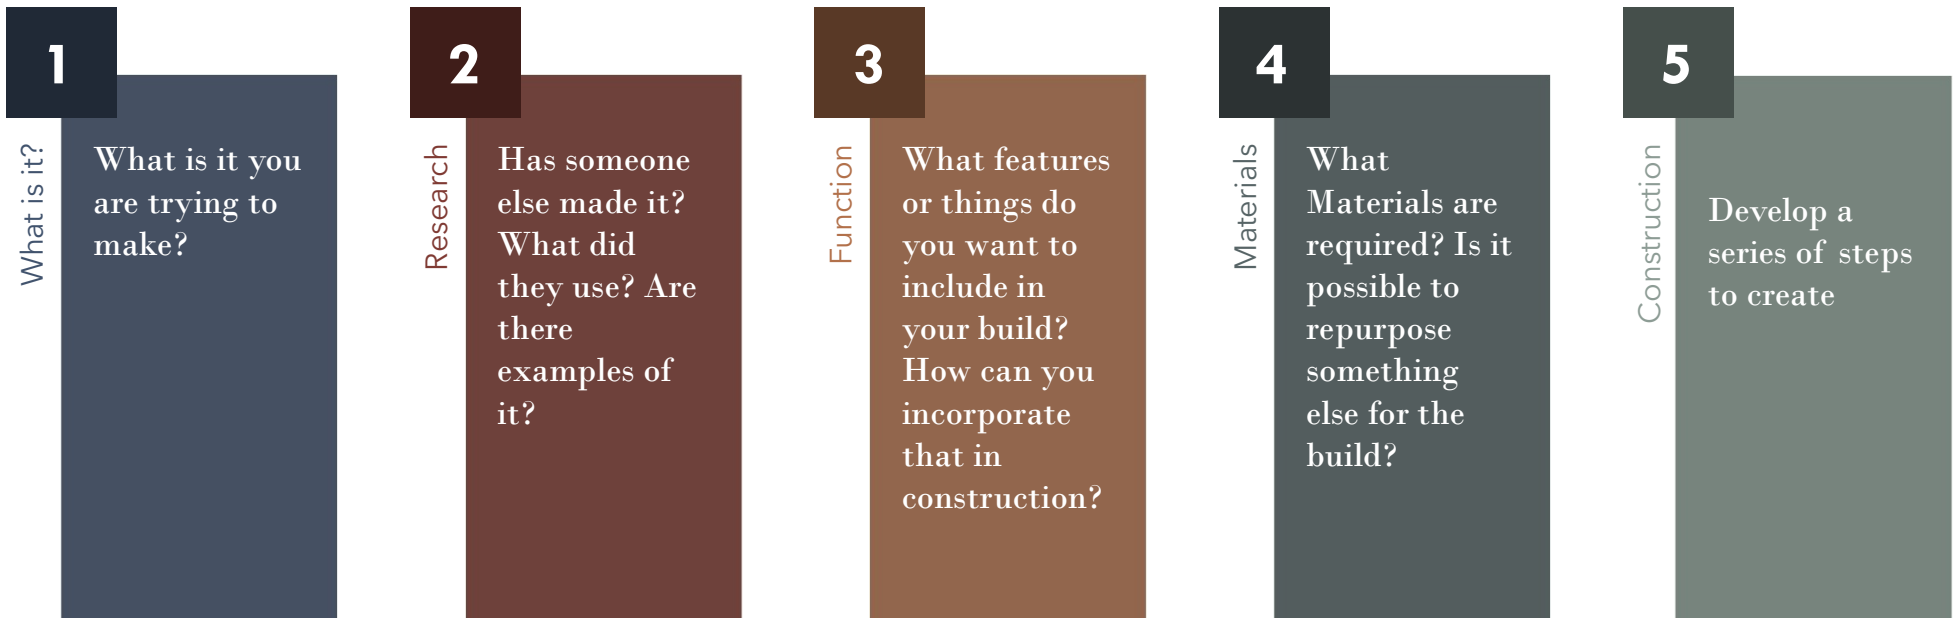 1
What is it?
What is it you
are trying to
make?
2
Research
Has someone
else made it?
What did
they use? Are
there
examples of
it?
3
Function
What features
or things do
you want to
include in
your build?
How can you
incorporate
that in
construction?
4
Materials
What
Materials are
required? Is it
possible to
repurpose
something
else for the
build?
5
Construction
Develop a
series of steps
to create